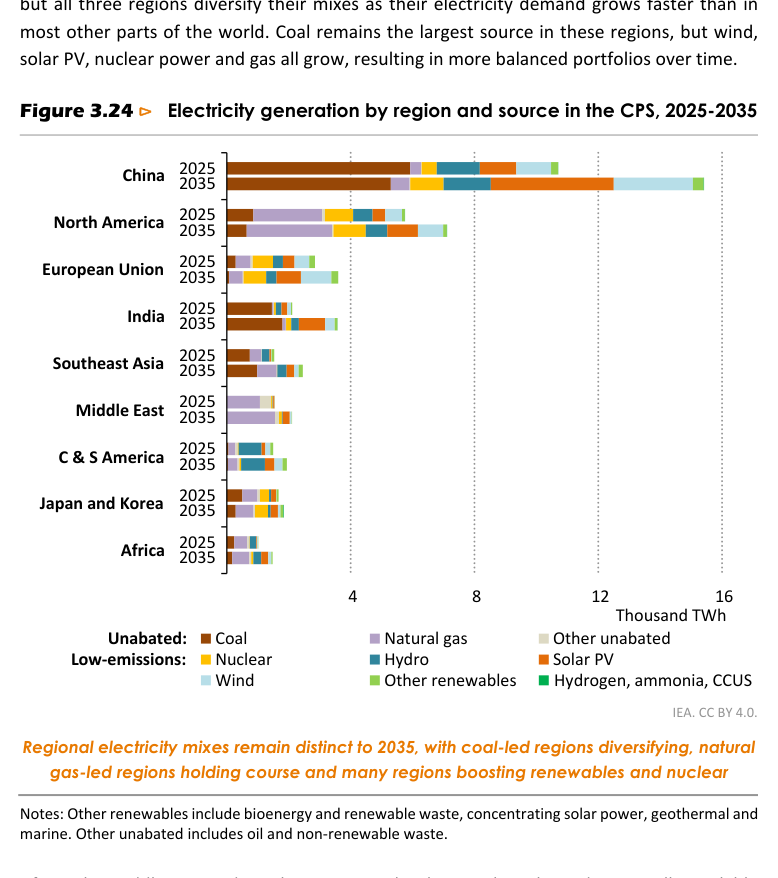 but all three regions diversify their mixes as their electricity demand grows faster than in
most other parts of the world. Coal remains the largest source in these regions, but wind,
solar PV, nuclear power and gas all grow, resulting in more balanced portfolios over time.
Figure 3.24 ▻ Electricity generation by region and source in the CPS, 2025-2035
China 2025
2035
North America 2025
2035
European Union 2025
2035
India 2025
2035
Southeast Asia 2025
2035
Middle East 2025
2035
C & S America 2025
2035
Japan and Korea 2025
2035
Africa 2025
2035
4 8 12 16
Thousand TWh
Unabated: Coal Natural gas Other unabated
Low-emissions: Nuclear Hydro Solar PV
Wind Other renewables Hydrogen, ammonia, CCUS
IEA. CC BY 4.0.
Regional electricity mixes remain distinct to 2035, with coal-led regions diversifying, natural
gas-led regions holding course and many regions boosting renewables and nuclear
Notes: Other renewables include bioenergy and renewable waste, concentrating solar power, geothermal and
marine. Other unabated includes oil and non-renewable waste.